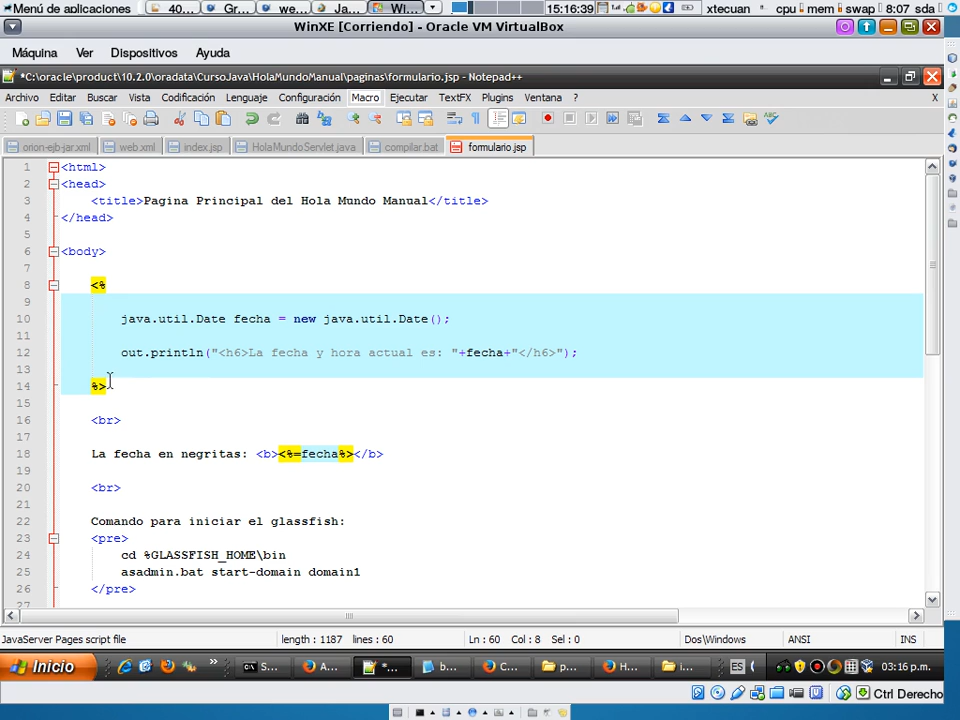 Menú de aplicaciones 40... Gr... we... Ja... Wi... 15:16:39 xtecuan cpu mem swap 8:07 sda
WinXE [Corriendo] - Oracle VM VirtualBox
Máquina Ver Dispositivos Ayuda
*C:\oracle\product\10.2.0\oradata\CursoJava\HolaMundoManual\paginas\formulario.jsp - Notepad++
Archivo Editar Buscar Vista Codificación Lenguaje Configuración Macro Ejecutar TextFX Plugins Ventana ? X
orion-ejb-jar.xml web.xml index.jsp HolaMundoServlet.java compilar.bat formulario.jsp
1 <html>
2 <head>
3 <title>Pagina Principal del Hola Mundo Manual</title>
4 </head>
5
6 <body>
7
8 <%
9
10 java.util.Date fecha = new java.util.Date();
11
12 out.println("<h6>La fecha y hora actual es: "+fecha+"</h6>");
13
14 %>
15
16 <br>
17
18 La fecha en negritas: <b><%=fecha%></b>
19
20 <br>
21
22 Comando para iniciar el glassfish:
23 <pre>
24 cd %GLASSFISH_HOME\bin
25 asadmin.bat start-domain domain1
26 </pre>
27
JavaServer Pages script file length : 1187 lines : 60 Ln : 60 Col : 8 Sel : 0 Dos\Windows ANSI INS
Inicio S... A... *... b... C... p... H... i... ES 03:16 p.m.
Ctrl Derecho